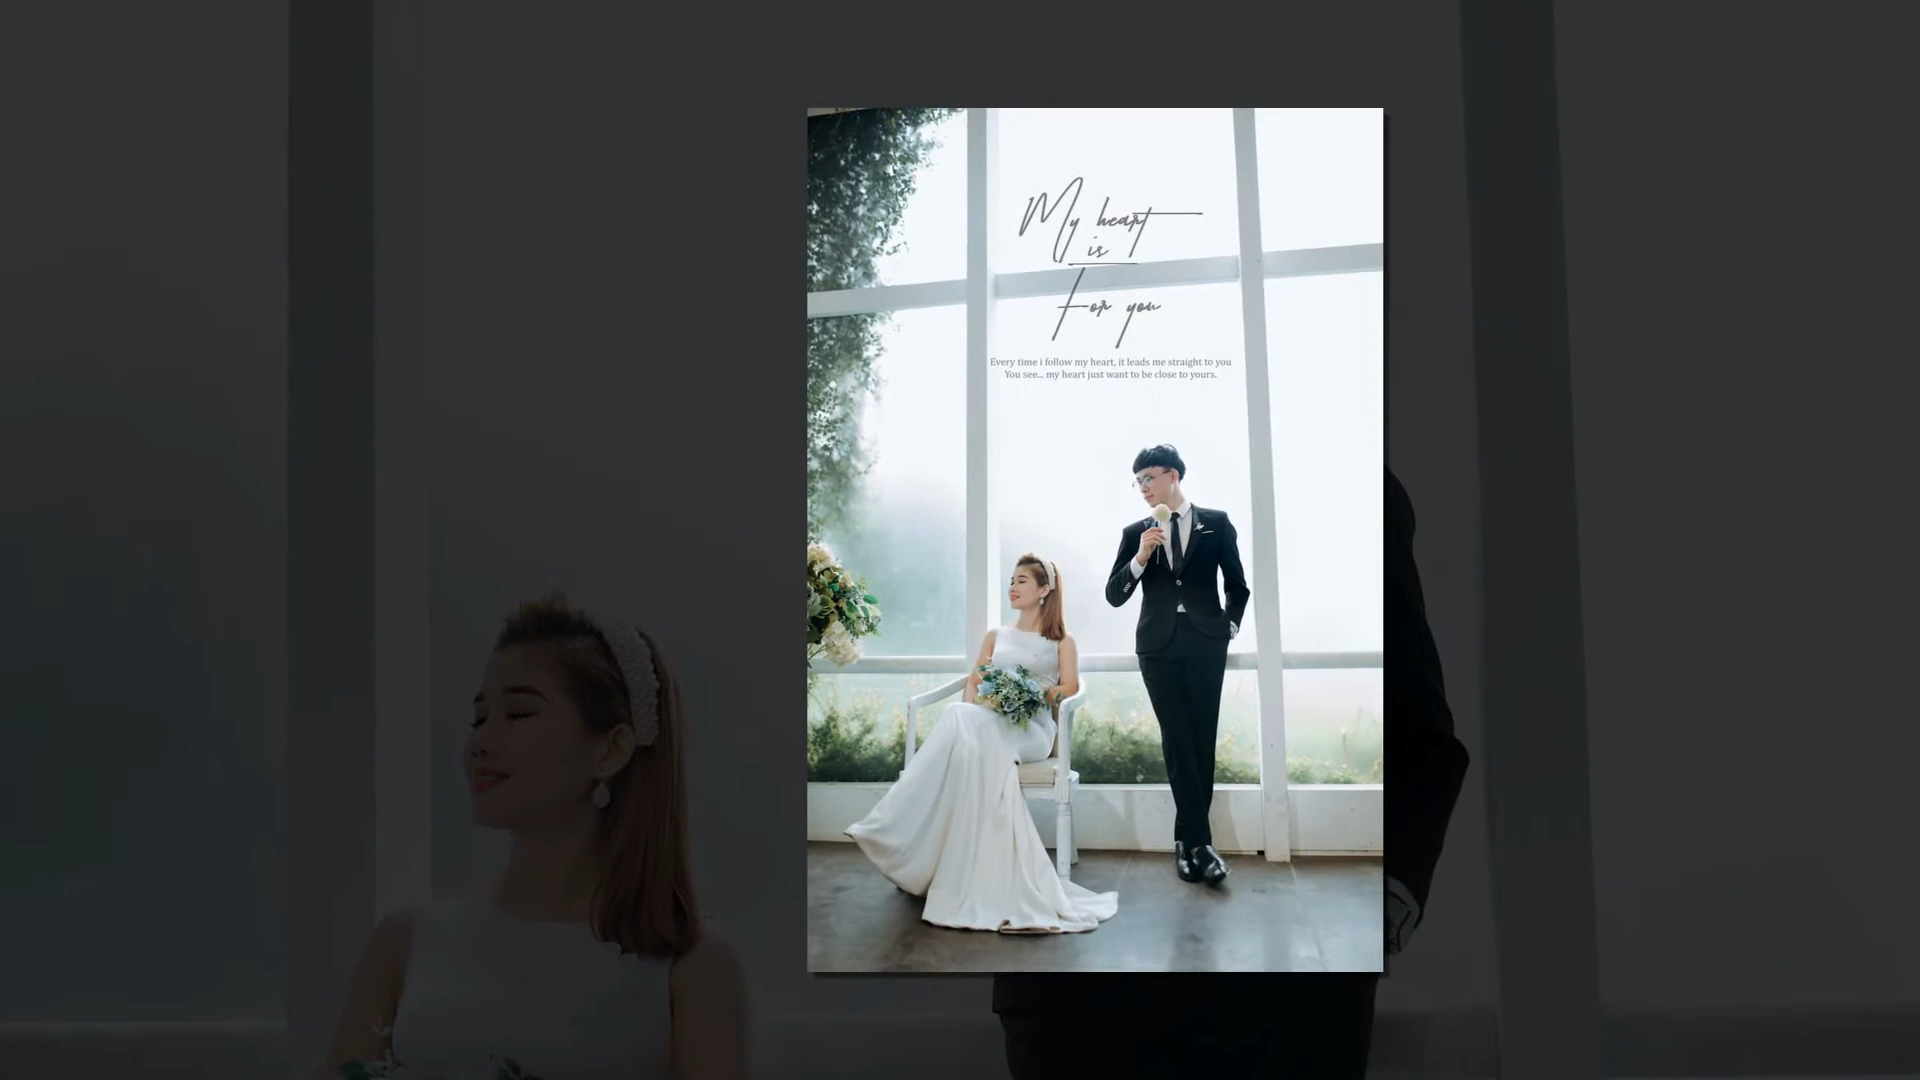 My heart
is
For you
Every time i follow my heart, it leads me straight to you
You see... my heart just want to be close to yours.